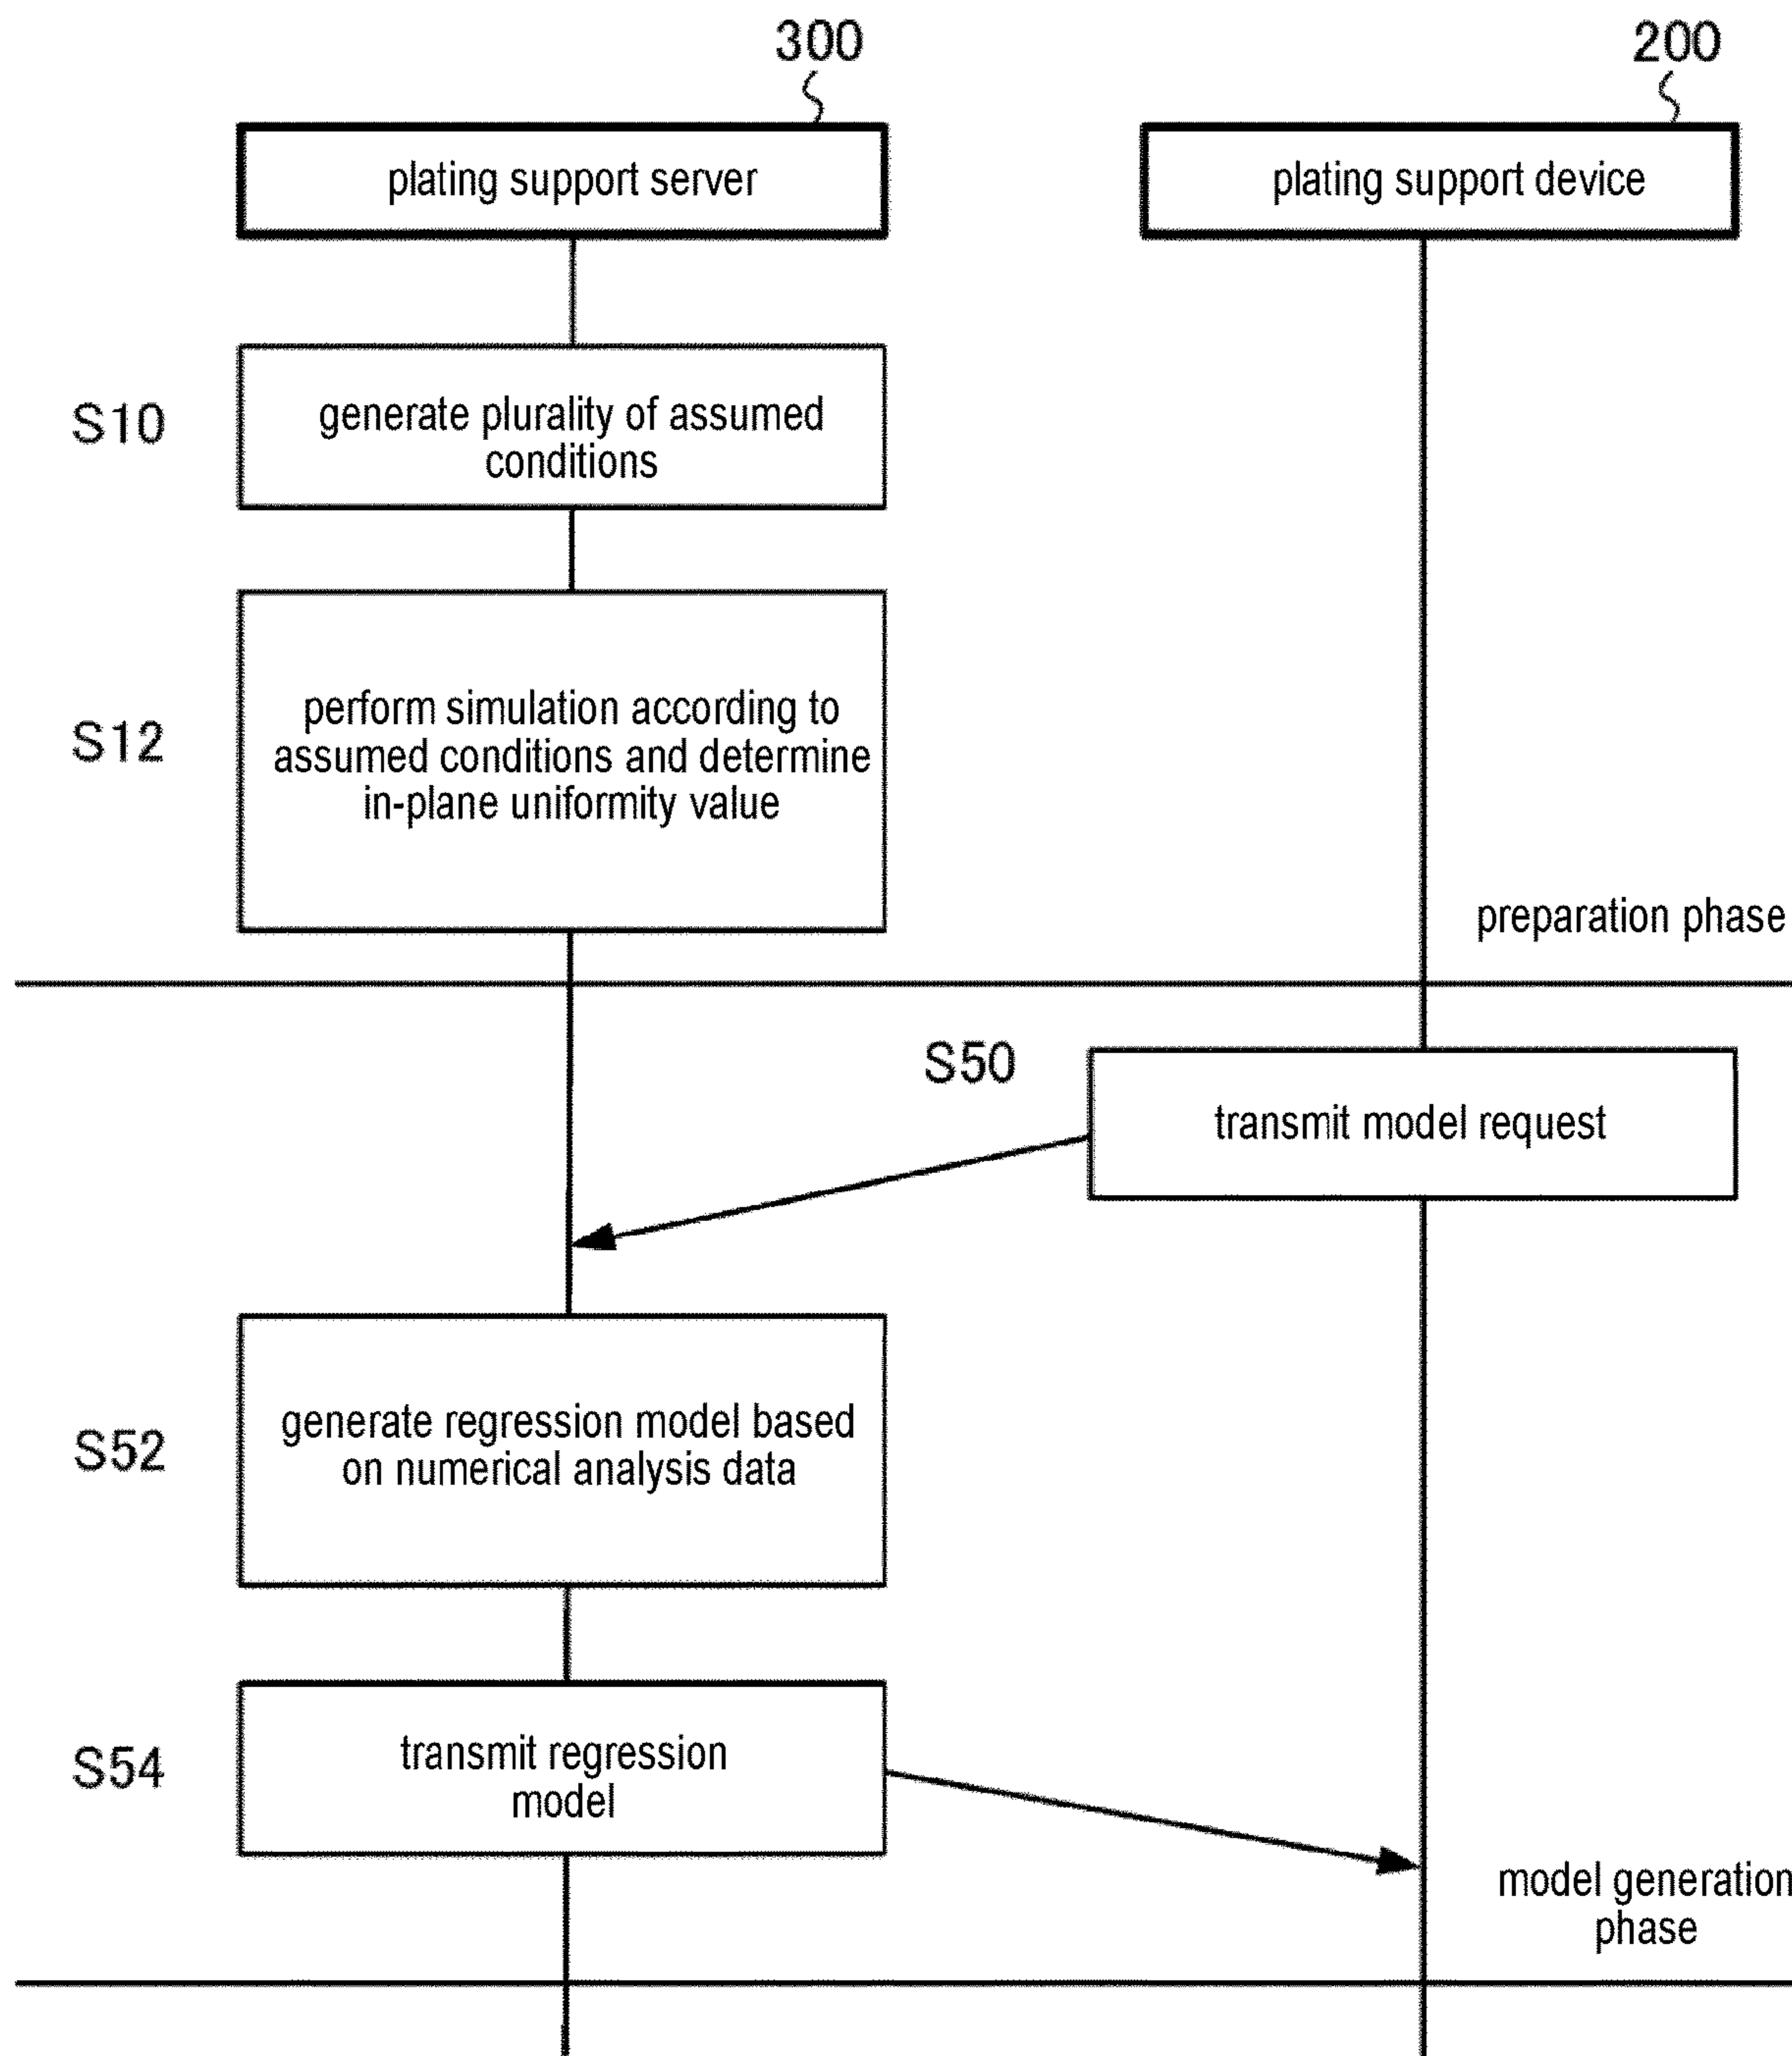 300
200
plating support server
plating support device
S10
generate plurality of assumed
conditions
S12
perform simulation according to
assumed conditions and determine
in-plane uniformity value
preparation phase
S50
transmit model request
S52
generate regression model based
on numerical analysis data
S54
transmit regression
model
model generation
phase